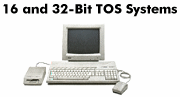 16 and 32-Bit TOS Systems